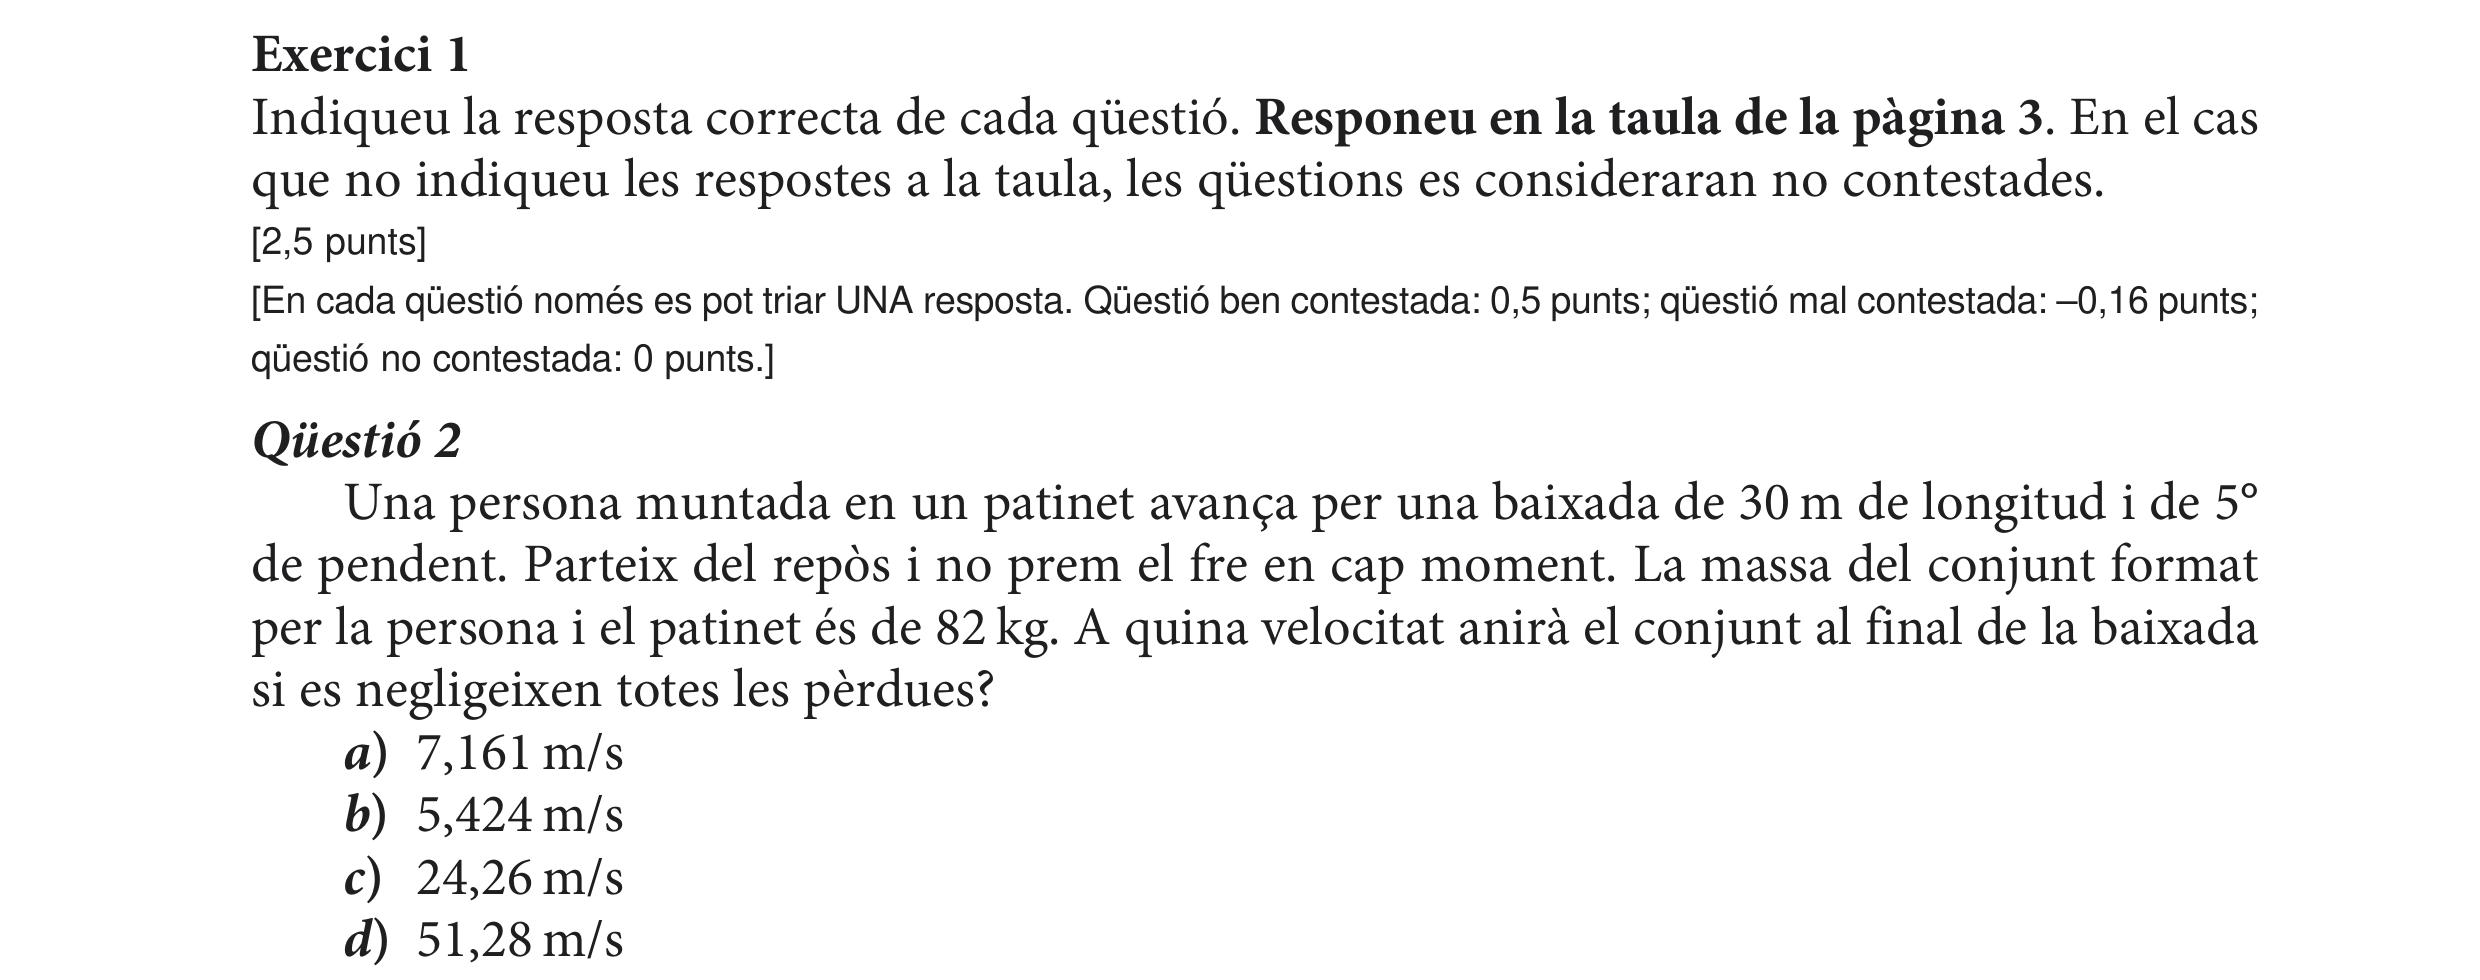 Exercici 1
Indiqueu la resposta correcta de cada qüestió. Responeu en la taula de la pàgina 3. En el cas
que no indiqueu les respostes a la taula, les qüestions es consideraran no contestades.
[2,5 punts]
[En cada qüestió només es pot triar UNA resposta. Qüestió ben contestada: 0,5 punts; qüestió mal contestada: –0,16 punts;
qüestió no contestada: 0 punts.]
Qüestió 2
Una persona muntada en un patinet avança per una baixada de 30 m de longitud i de 5°
de pendent. Parteix del repòs i no prem el fre en cap moment. La massa del conjunt format
per la persona i el patinet és de 82 kg. A quina velocitat anirà el conjunt al final de la baixada
si es negligeixen totes les pèrdues?
a) 7,161 m/s
b) 5,424 m/s
c) 24,26 m/s
d) 51,28 m/s